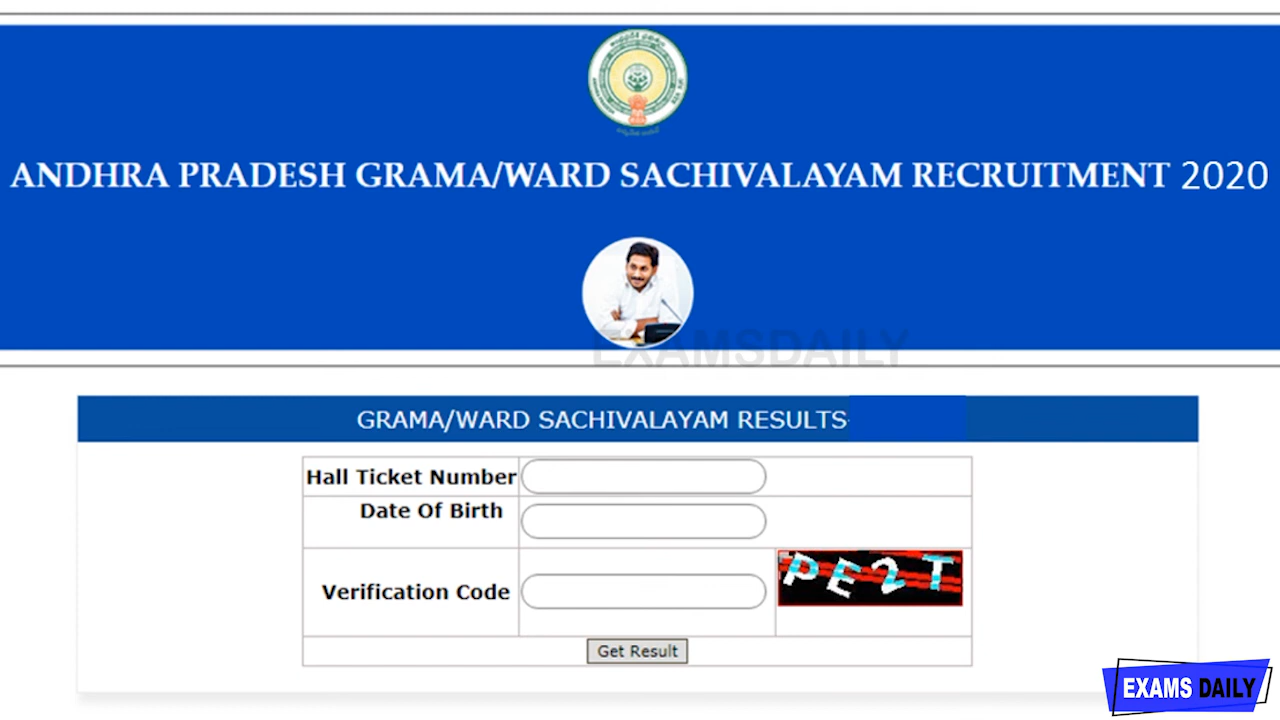 ANDHRA PRADESH GRAMA/WARD SACHIVALAYAM RECRUITMENT 2020
EXAMSDAILY
GRAMA/WARD SACHIVALAYAM RESULTS-
Hall Ticket Number
Date Of Birth
Verification Code
PE2T
Get Result
EXAMS DAILY